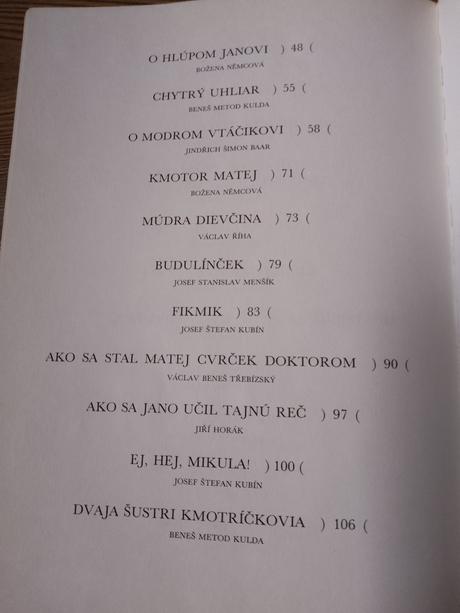 O HLÚPOM JANOVI ) 48 (
BOŽENA NĚMCOVÁ
CHYTRÝ UHLIAR ) 55 (
BENEŠ METOD KULDA
O MODROM VTÁČIKOVI ) 58 (
JINDŘICH ŠIMON BAAR
KMOTOR MATEJ ) 71 (
BOŽENA NĚMCOVÁ
MÚDRA DIEVČINA ) 73 (
VÁCLAV ŘÍHA
BUDULÍNČEK ) 79 (
JOSEF STANISLAV MENŠÍK
FIKMIK ) 83 (
JOSEF ŠTEFAN KUBÍN
AKO SA STAL MATEJ CVRČEK DOKTOROM ) 90 (
VÁCLAV BENEŠ TŘEBÍZSKÝ
AKO SA JANO UČIL TAJNÚ REČ ) 97 (
JIŘÍ HORÁK
EJ, HEJ, MIKULA! ) 100 (
JOSEF ŠTEFAN KUBÍN
DVAJA ŠUSTRI KMOTRÍČKOVIA ) 106 (
BENEŠ METOD KULDA